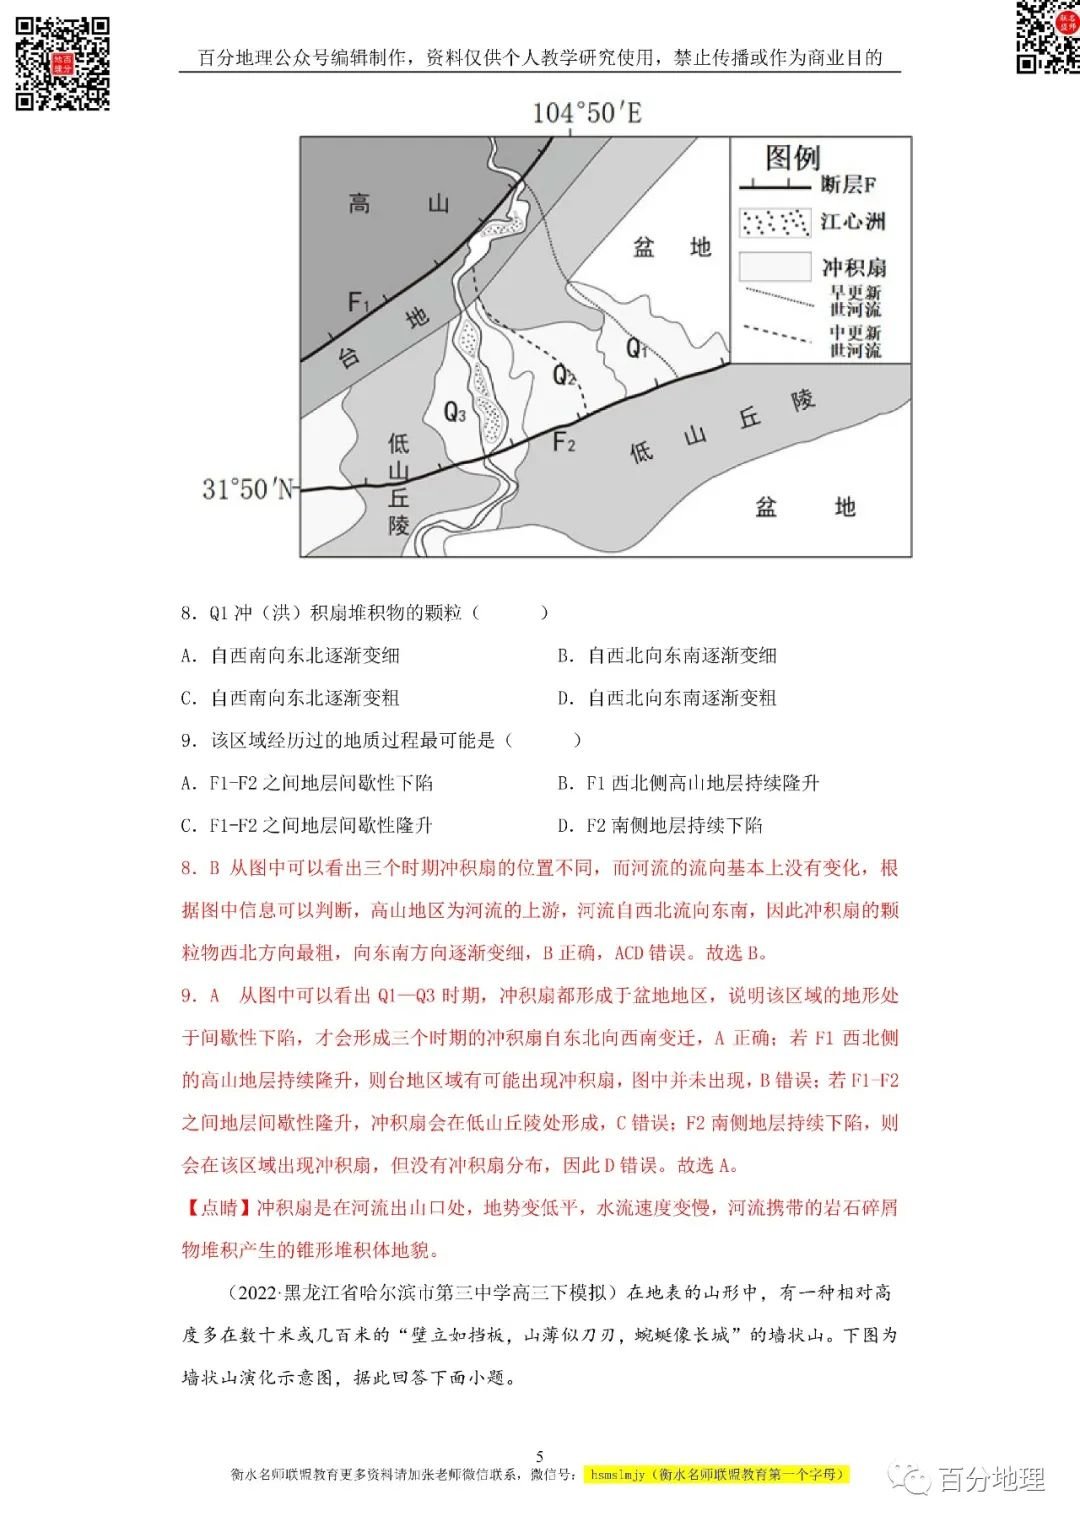 百分地理公众号编辑制作，资料仅供个人教学研究使用，禁止传播或作为商业目的
104°50′E
图例
断层F
江心洲
冲积扇
早更新
世河流
中更新
世河流
高 山
盆 地
F1
台 地
Q1
Q2
Q3
F2
低山丘陵
低 山 丘 陵
31°50′N
盆 地
8．Q1冲（洪）积扇堆积物的颗粒（ ）
A．自西南向东北逐渐变细 B．自西北向东南逐渐变细
C．自西南向东北逐渐变粗 D．自西北向东南逐渐变粗
9．该区域经历过的地质过程最可能是（ ）
A．F1-F2之间地层间歇性下陷 B．F1西北侧高山地层持续隆升
C．F1-F2之间地层间歇性隆升 D．F2南侧地层持续下陷
8．B 从图中可以看出三个时期冲积扇的位置不同，而河流的流向基本上没有变化，根
据图中信息可以判断，高山地区为河流的上游，河流自西北流向东南，因此冲积扇的颗
粒物西北方向最粗，向东南方向逐渐变细，B正确，ACD错误。故选B。
9．A 从图中可以看出Q1—Q3时期，冲积扇都形成于盆地地区，说明该区域的地形处
于间歇性下陷，才会形成三个时期的冲积扇自东北向西南变迁，A正确；若F1西北侧
的高山地层持续隆升，则台地区域有可能出现冲积扇，图中并未出现，B错误；若F1-F2
之间地层间歇性隆升，冲积扇会在低山丘陵处形成，C错误；F2南侧地层持续下陷，则
会在该区域出现冲积扇，但没有冲积扇分布，因此D错误。故选A。
【点睛】冲积扇是在河流出山口处，地势变低平，水流速度变慢，河流携带的岩石碎屑
物堆积产生的锥形堆积体地貌。
（2022·黑龙江省哈尔滨市第三中学高三下模拟）在地表的山形中，有一种相对高
度多在数十米或几百米的“壁立如挡板，山薄似刀刃，蜿蜒像长城”的墙状山。下图为
墙状山演化示意图，据此回答下面小题。
5
衡水名师联盟教育更多资料请加张老师微信联系，微信号： hsmslmjy（衡水名师联盟教育第一个字母）
百分地理